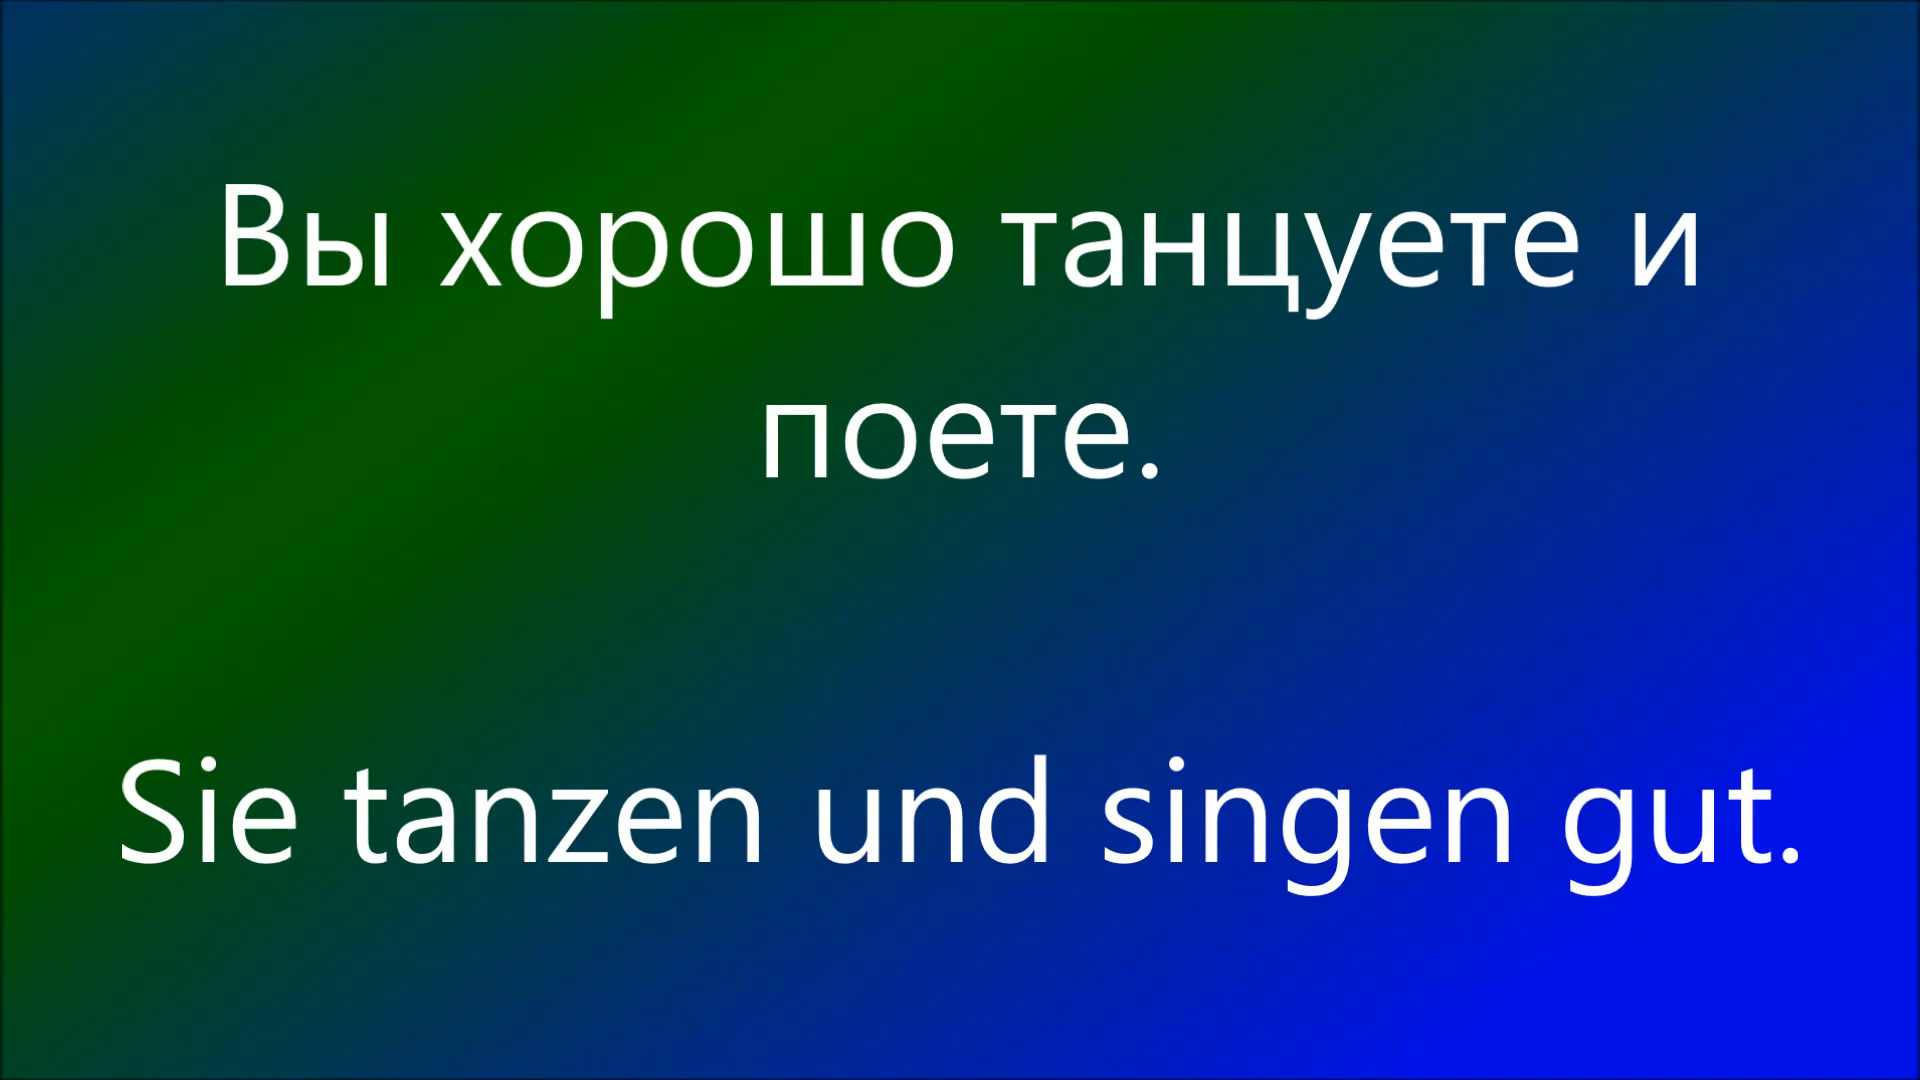 Вы хорошо танцуете и
поете.
Sie tanzen und singen gut.